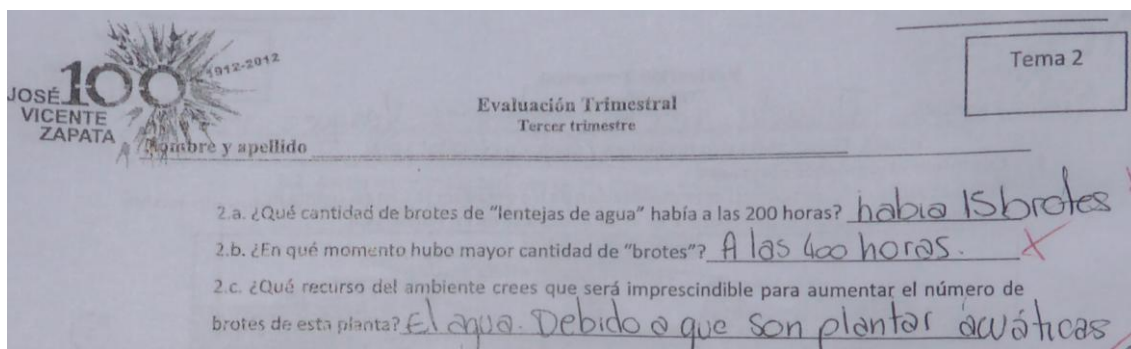 1912-2012
JOSÉ 100
VICENTE
ZAPATA
Tema 2
Evaluación Trimestral
Tercer trimestre
Nombre y apellido
2.a. ¿Qué cantidad de brotes de "lentejas de agua" había a las 200 horas? habia 15 brotes
2.b. ¿En qué momento hubo mayor cantidad de "brotes"? A las 400 horas.
2.c. ¿Qué recurso del ambiente crees que será imprescindible para aumentar el número de
brotes de esta planta? El agua. Debido a que son plantar acuáticas